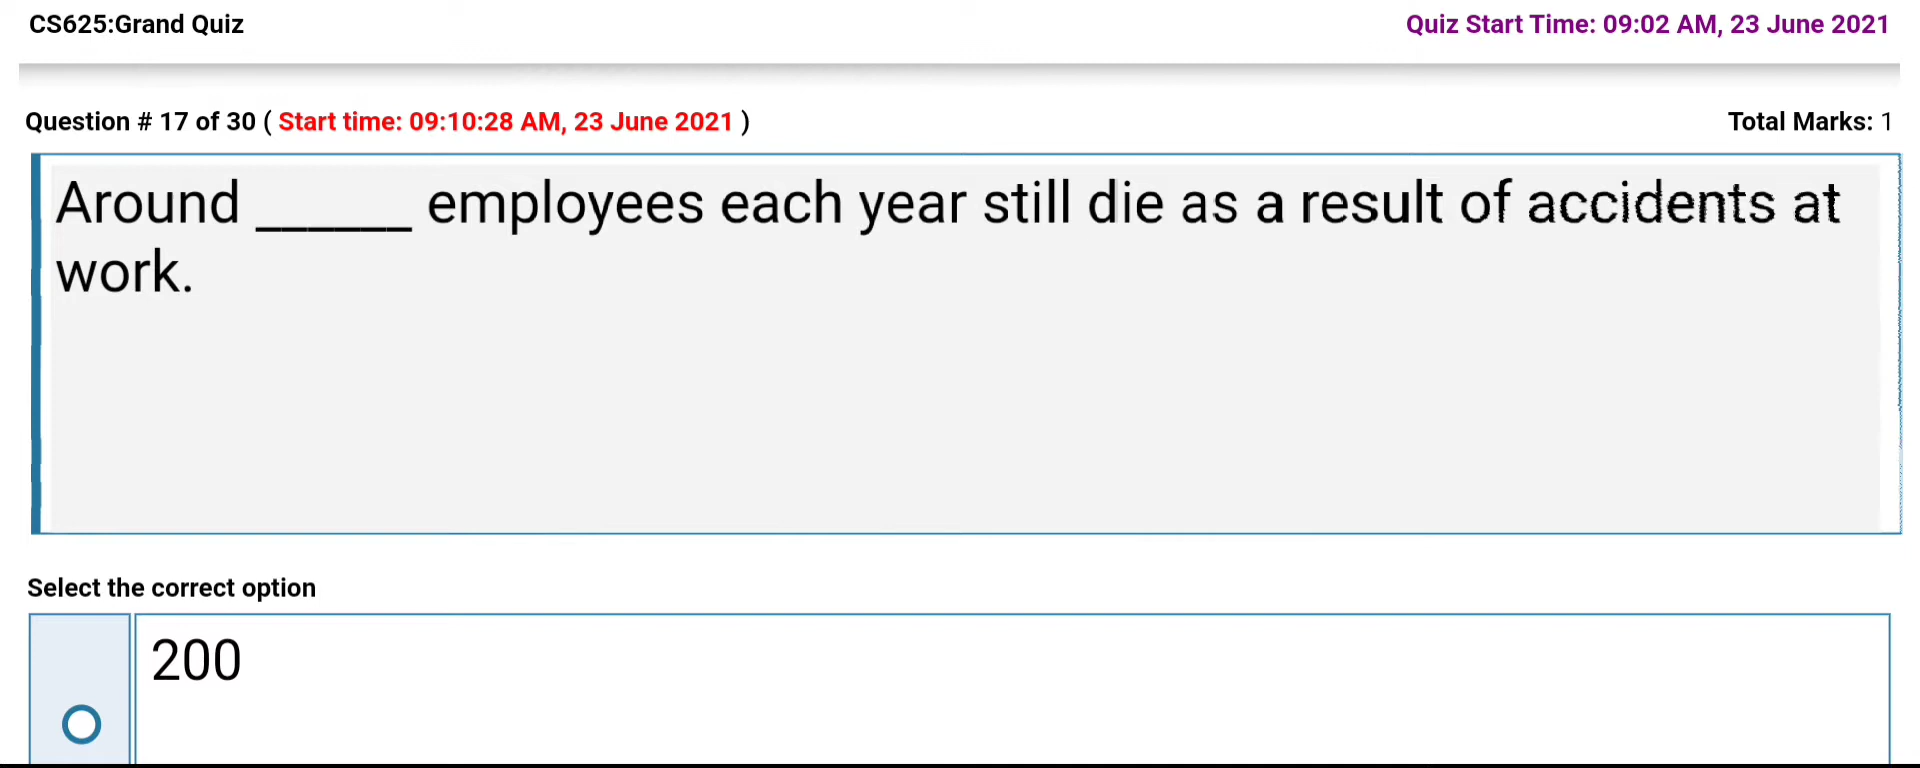 CS625:Grand Quiz
Quiz Start Time: 09:02 AM, 23 June 2021
Question # 17 of 30 ( Start time: 09:10:28 AM, 23 June 2021 )
Total Marks: 1
Around ______ employees each year still die as a result of accidents at
work.
Select the correct option
200